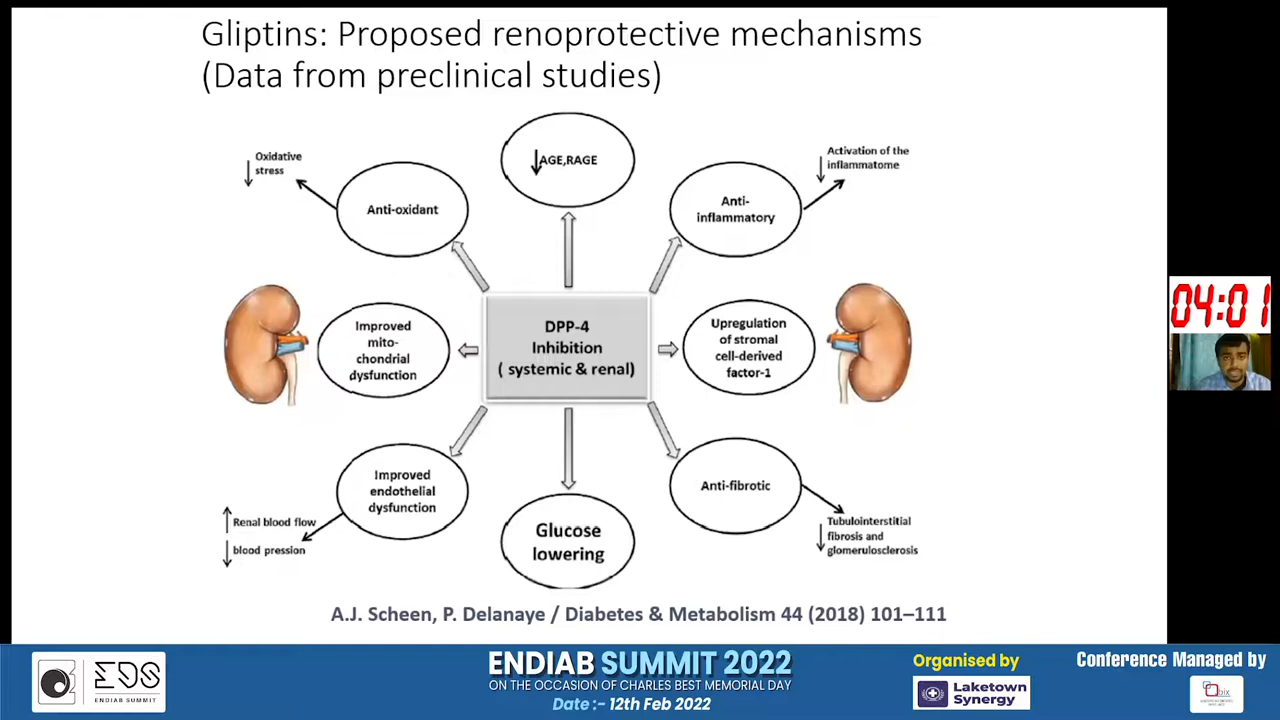 Gliptins: Proposed renoprotective mechanisms
(Data from preclinical studies)
Oxidative
stress
Anti-oxidant
AGE,RAGE
Anti-
inflammatory
Activation of the
inflammatome
Improved
mito-
chondrial
dysfunction
DPP-4
Inhibition
( systemic & renal)
Upregulation
of stromal
cell-derived
factor-1
Improved
endothelial
dysfunction
Renal blood flow
blood pression
Glucose
lowering
Anti-fibrotic
Tubulointerstitial
fibrosis and
glomerulosclerosis
A.J. Scheen, P. Delanaye / Diabetes & Metabolism 44 (2018) 101–111
04:01
EDS
ENDIAB SUMMIT
ENDIAB SUMMIT 2022
ON THE OCCASION OF CHARLES BEST MEMORIAL DAY
Date :- 12th Feb 2022
Organised by
Laketown
Synergy
Conference Managed by